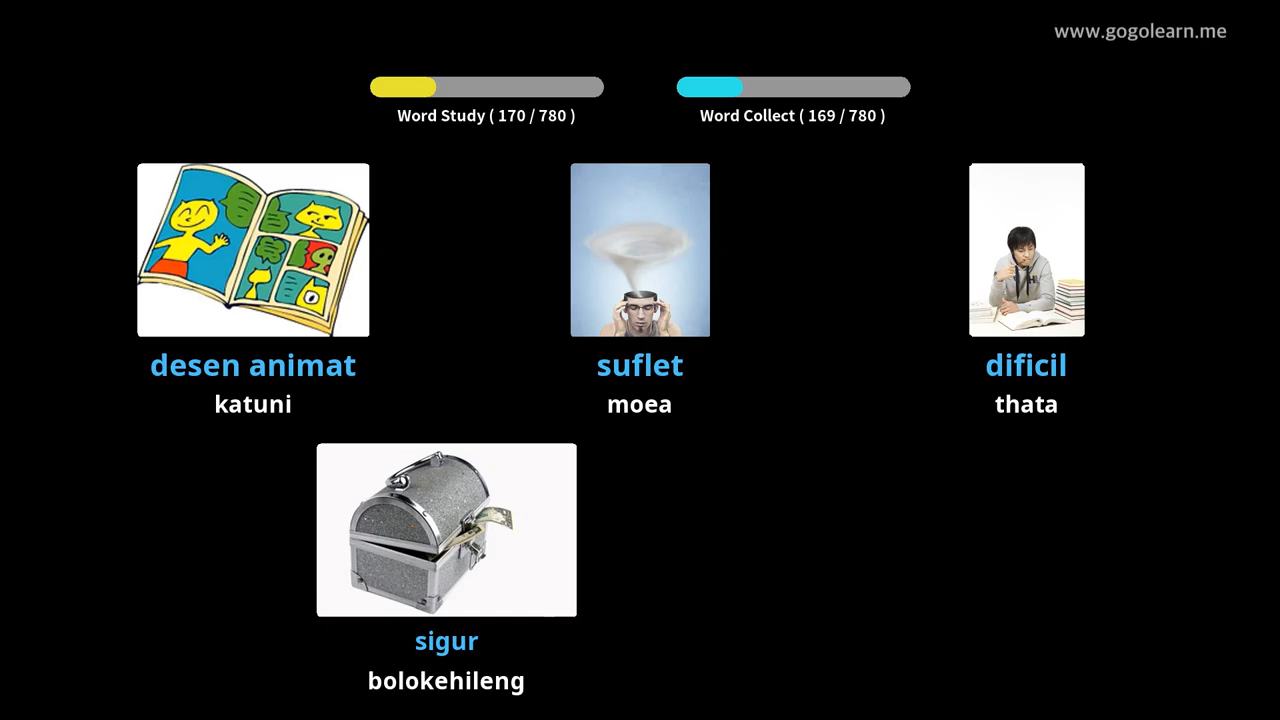 www.gogolearn.me
Word Study ( 170 / 780 )
Word Collect ( 169 / 780 )
desen animat
katuni
suflet
moea
dificil
thata
sigur
bolokehileng